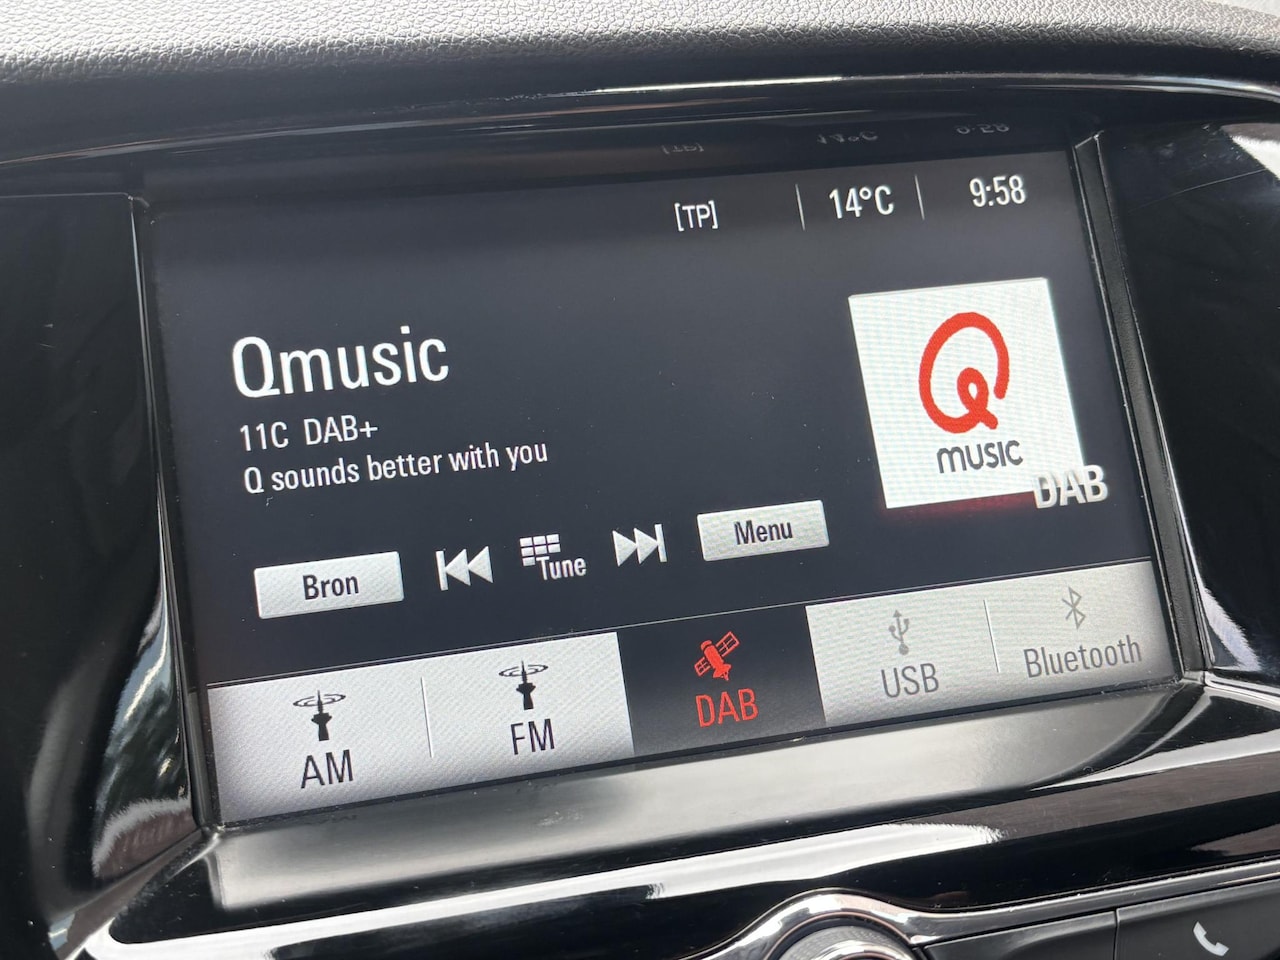 [TP] 14°C 9:58
Qmusic
11C DAB+
Q sounds better with you
Q
MUSIC
DAB
Bron Tune Menu
AM FM DAB USB Bluetooth